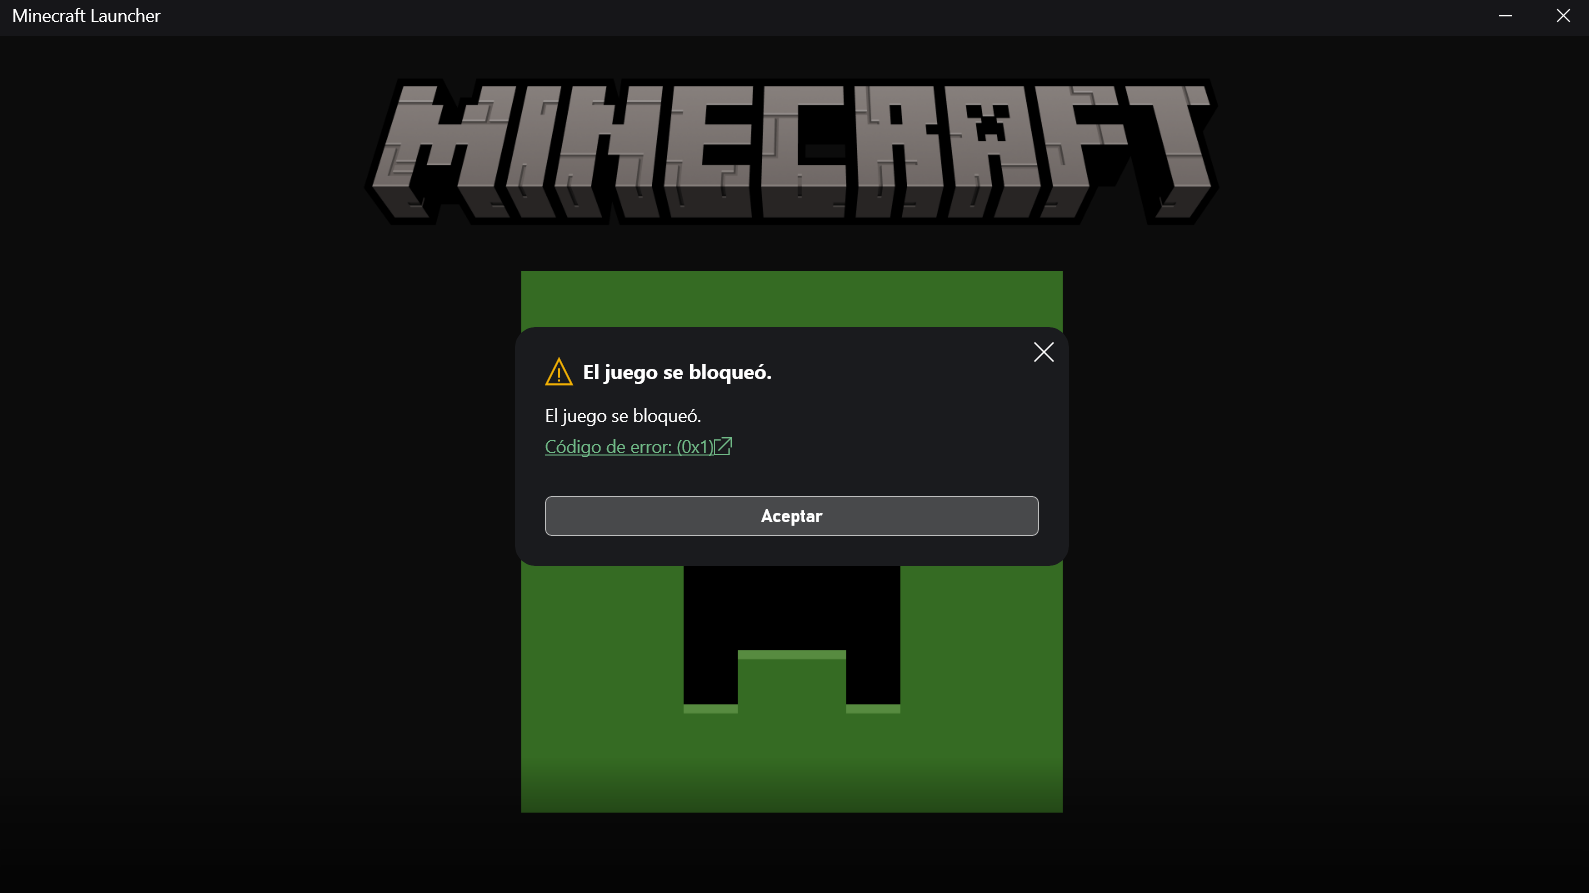 Minecraft Launcher
MINECRAFT
El juego se bloqueó.
El juego se bloqueó.
Código de error: (0x1)
Aceptar